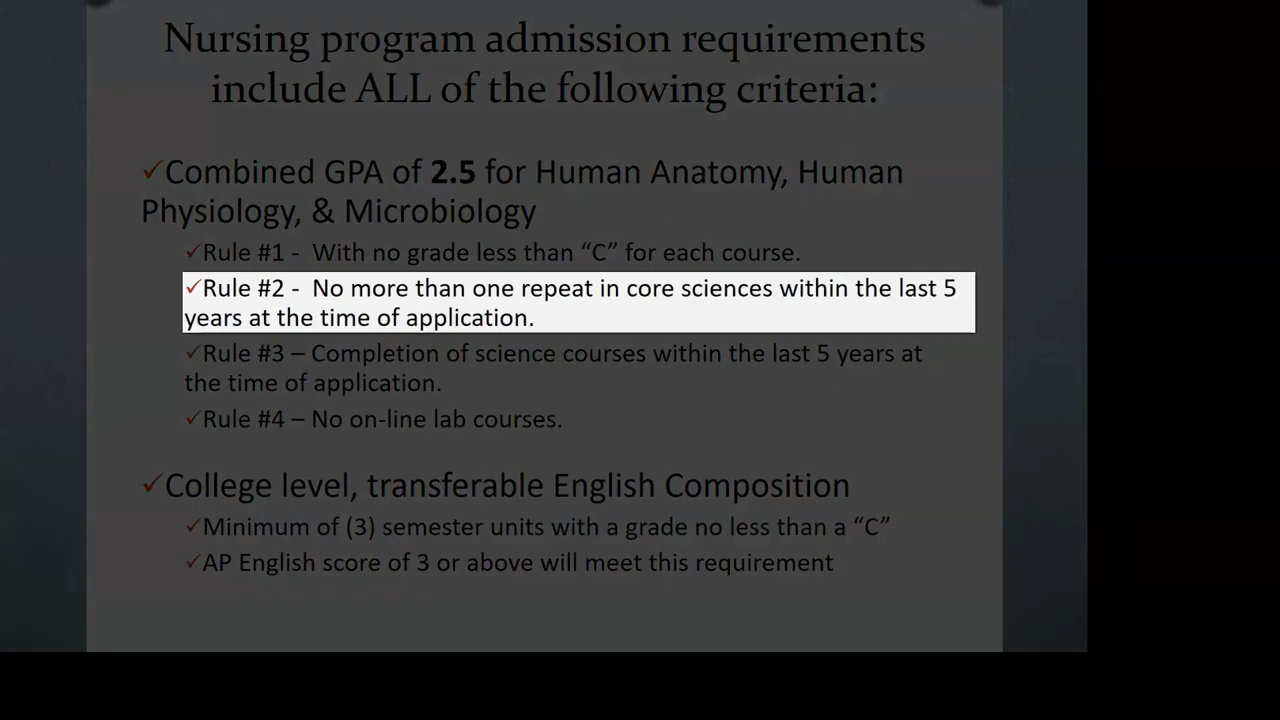 Nursing program admission requirements
include ALL of the following criteria:
✓Combined GPA of 2.5 for Human Anatomy, Human
Physiology, & Microbiology
✓Rule #1 - With no grade less than “C” for each course.
✓Rule #2 - No more than one repeat in core sciences within the last 5
years at the time of application.
✓Rule #3 – Completion of science courses within the last 5 years at
the time of application.
✓Rule #4 – No on-line lab courses.
✓College level, transferable English Composition
✓Minimum of (3) semester units with a grade no less than a “C”
✓AP English score of 3 or above will meet this requirement